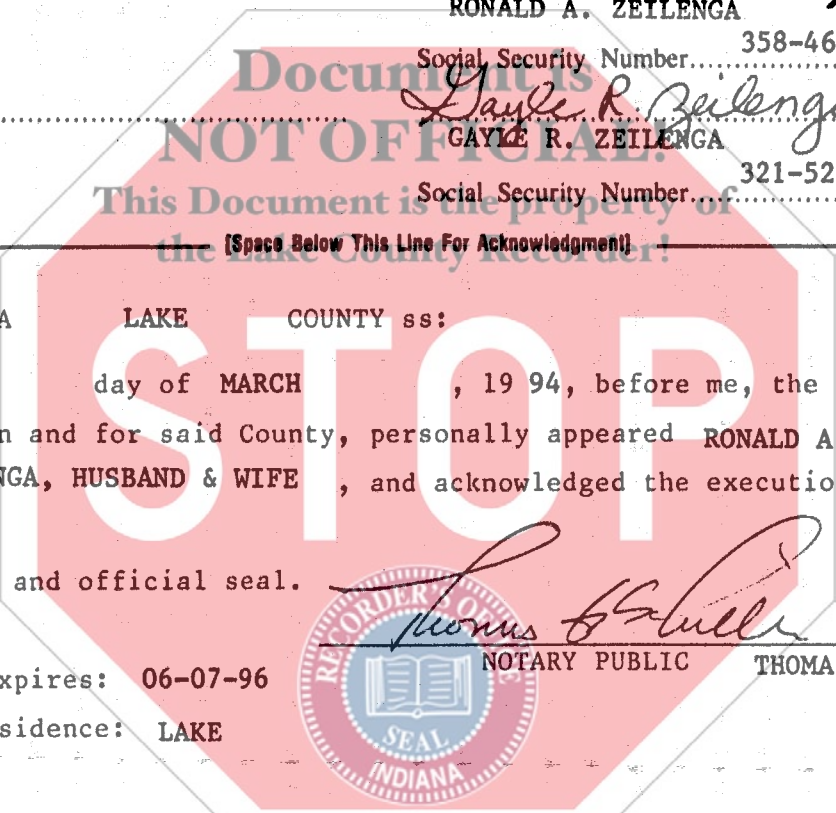 RONALD A. ZEILENGA
Social Security Number.....358-46
Gayle R. Zeilenga
GAYLE R. ZEILENGA
Social Security Number.....321-52
[Space Below This Line For Acknowledgment]
Document is
NOT OFFICIAL!
This Document is the property of
the Lake County Recorder!
STOP
A LAKE COUNTY ss:
day of MARCH , 19 94, before me, the
n and for said County, personally appeared RONALD A
NGA, HUSBAND & WIFE , and acknowledged the executio
and official seal.
Thomas
NOTARY PUBLIC THOMA
xpires: 06-07-96
sidence: LAKE
RECORDER'S OFFICE
SEAL
INDIANA